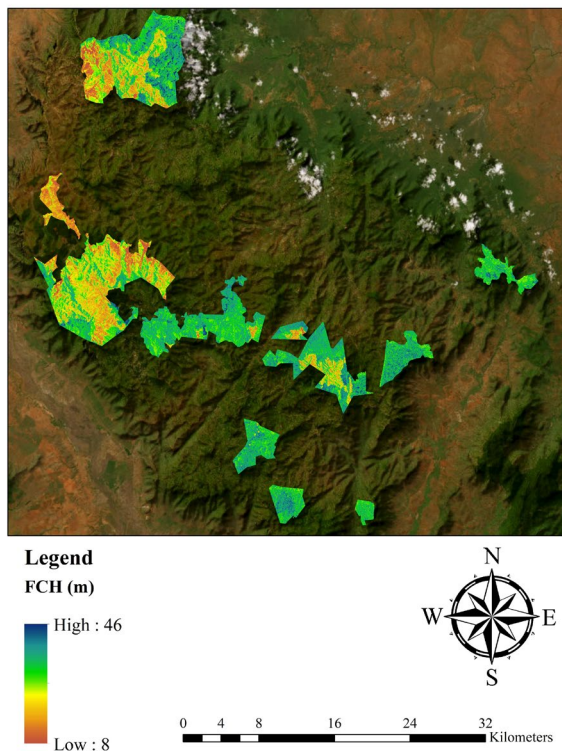 Legend
FCH (m)
High : 46
Low : 8
N
W E
S
0 4 8 16 24 32
Kilometers